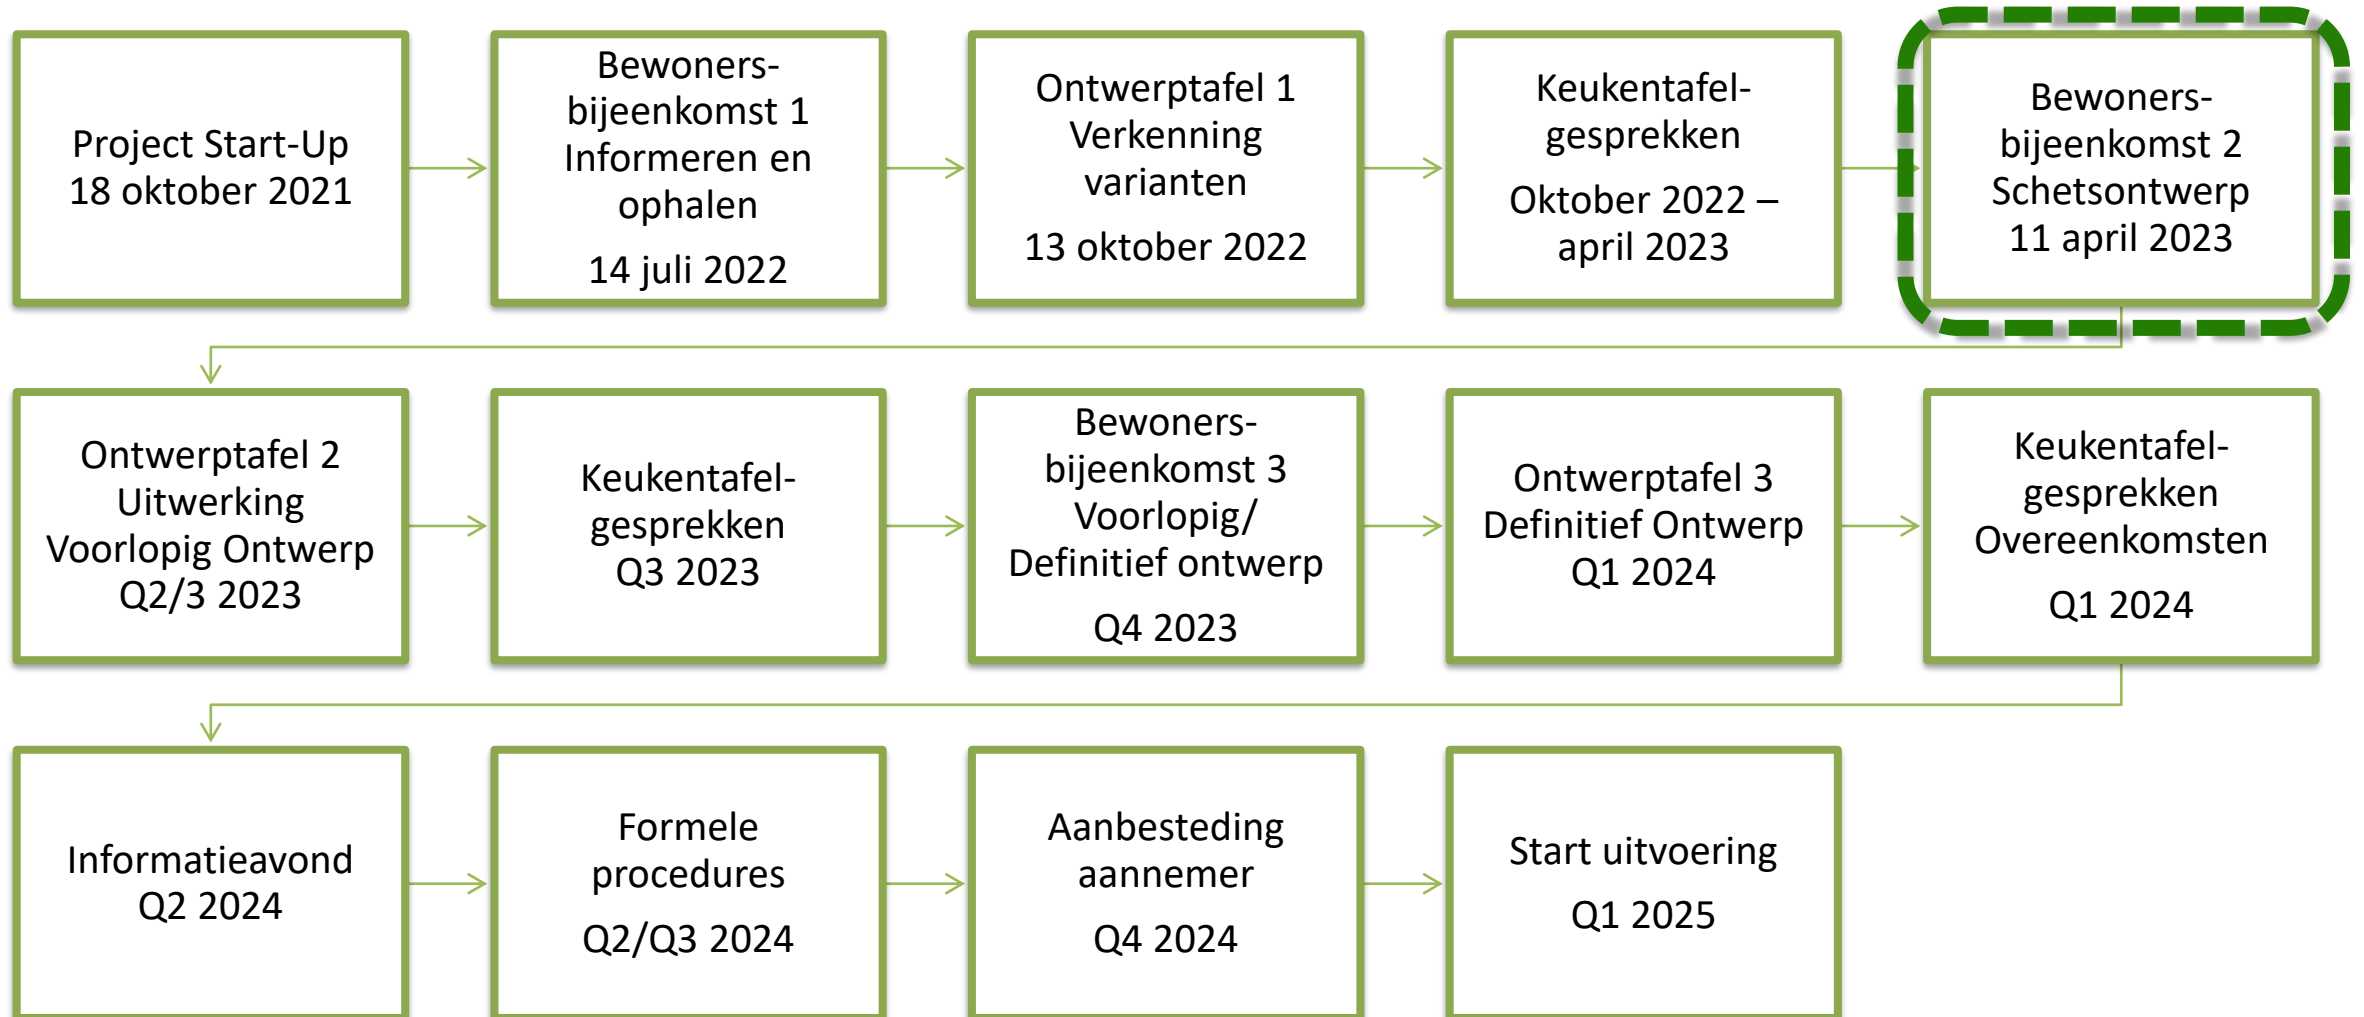 Project Start-Up
18 oktober 2021
Bewoners-
bijeenkomst 1
Informeren en
ophalen
14 juli 2022
Ontwerptafel 1
Verkenning
varianten
13 oktober 2022
Keukentafel-
gesprekken
Oktober 2022 –
april 2023
Bewoners-
bijeenkomst 2
Schetsontwerp
11 april 2023
Ontwerptafel 2
Uitwerking
Voorlopig Ontwerp
Q2/3 2023
Keukentafel-
gesprekken
Q3 2023
Bewoners-
bijeenkomst 3
Voorlopig/
Definitief ontwerp
Q4 2023
Ontwerptafel 3
Definitief Ontwerp
Q1 2024
Keukentafel-
gesprekken
Overeenkomsten
Q1 2024
Informatieavond
Q2 2024
Formele
procedures
Q2/Q3 2024
Aanbesteding
aannemer
Q4 2024
Start uitvoering
Q1 2025